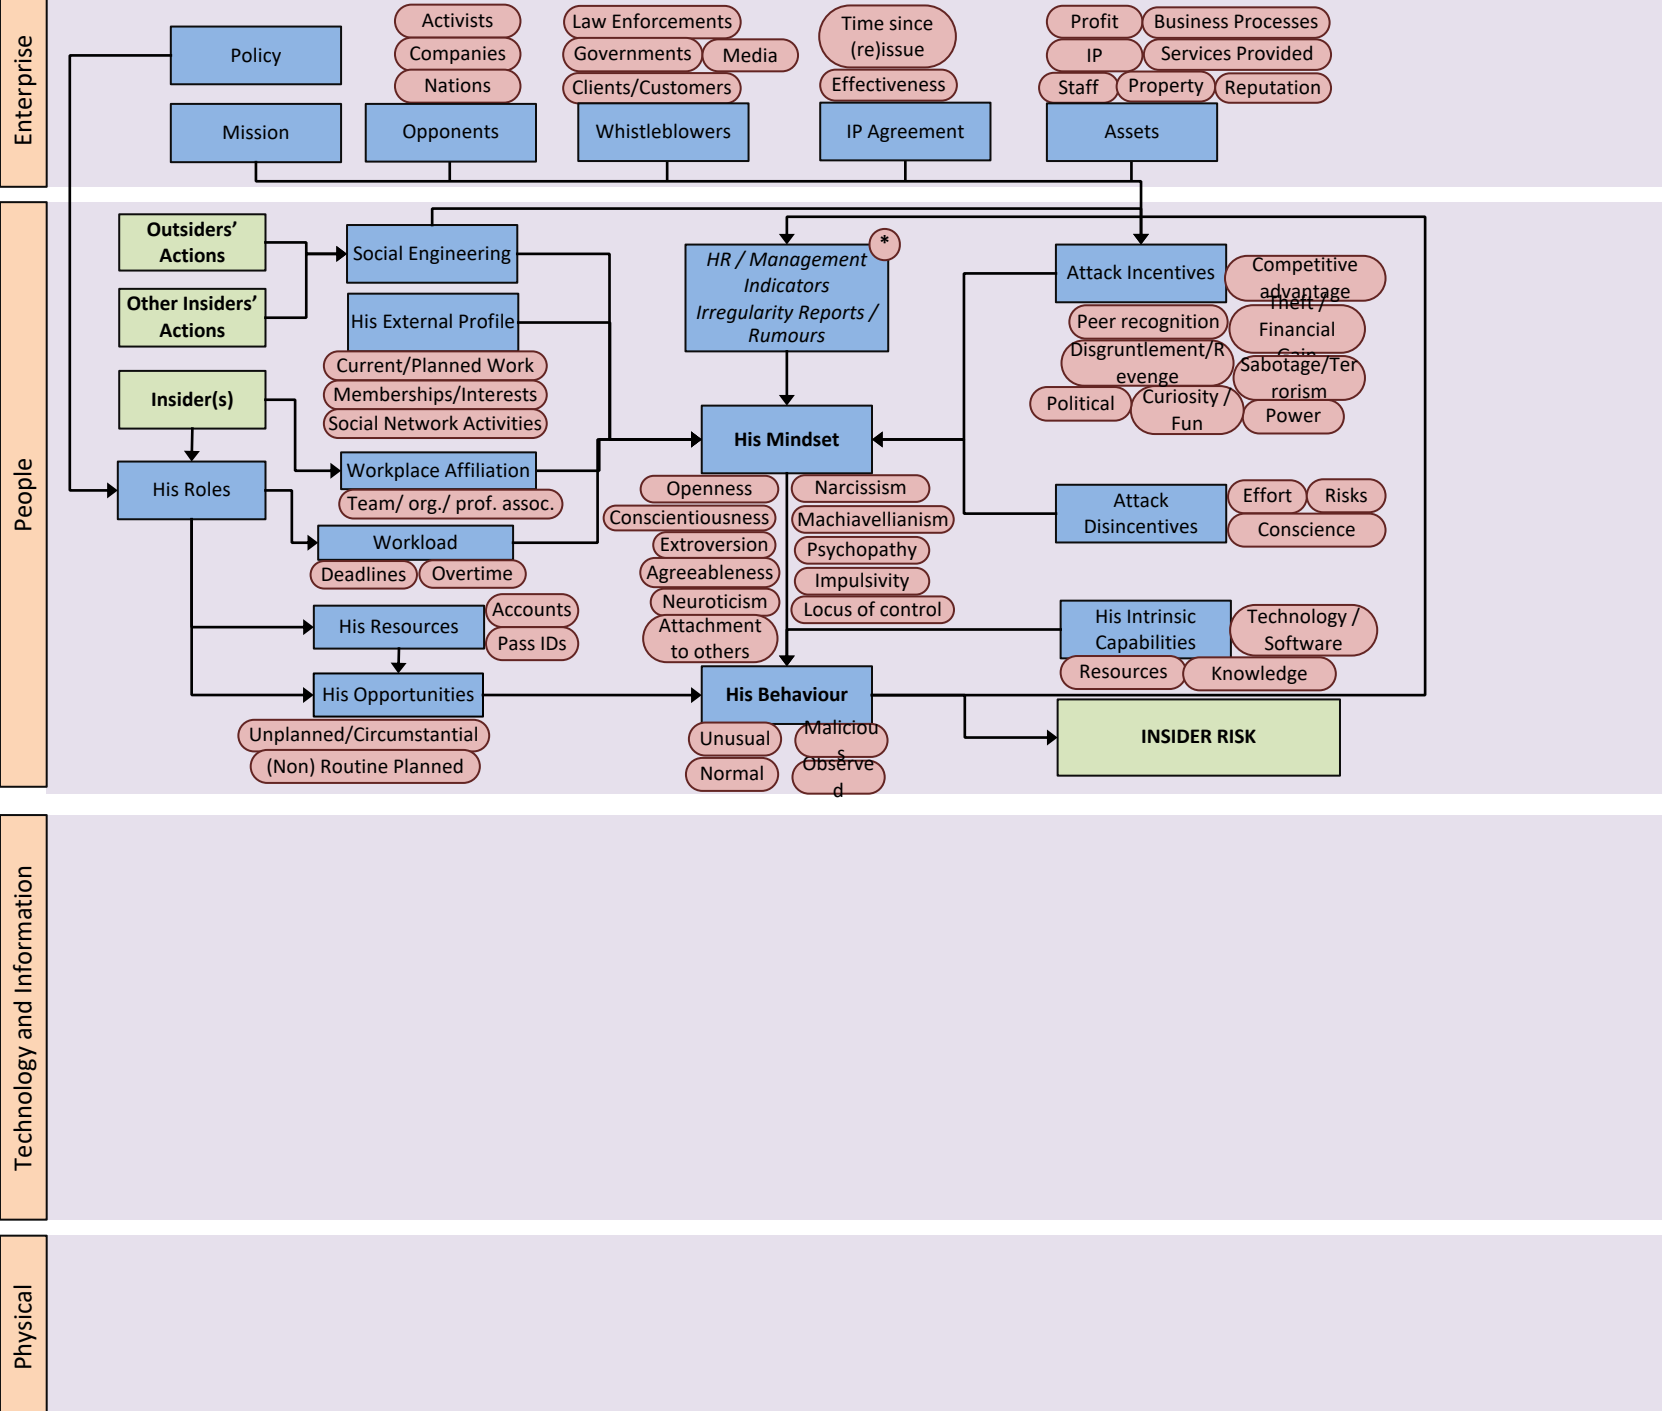 Enterprise
Policy
Activists
Companies
Nations
Law Enforcements
Governments
Media
Clients/Customers
Time since
(re)issue
Effectiveness
Profit
Business Processes
IP
Services Provided
Staff
Property
Reputation
Mission
Opponents
Whistleblowers
IP Agreement
Assets
People
Outsiders’
Actions
Other Insiders’
Actions
Insider(s)
His Roles
Social Engineering
His External Profile
Current/Planned Work
Memberships/Interests
Social Network Activities
Workplace Affiliation
Team/ org./ prof. assoc.
Workload
Deadlines
Overtime
His Resources
Accounts
Pass IDs
His Opportunities
Unplanned/Circumstantial
(Non) Routine Planned
*
HR / Management
Indicators
Irregularity Reports /
Rumours
His Mindset
Openness
Conscientiousness
Extroversion
Agreeableness
Neuroticism
Attachment
to others
Narcissism
Machiavellianism
Psychopathy
Impulsivity
Locus of control
His Behaviour
Unusual
Normal
Maliciou
s
Observe
d
Attack Incentives
Competitive
advantage
Peer recognition
Theft /
Financial
Gain
Disgruntlement/R
evenge
Sabotage/Ter
rorism
Political
Curiosity /
Fun
Power
Attack
Disincentives
Effort
Risks
Conscience
His Intrinsic
Capabilities
Technology /
Software
Resources
Knowledge
INSIDER RISK
Technology and Information
Physical